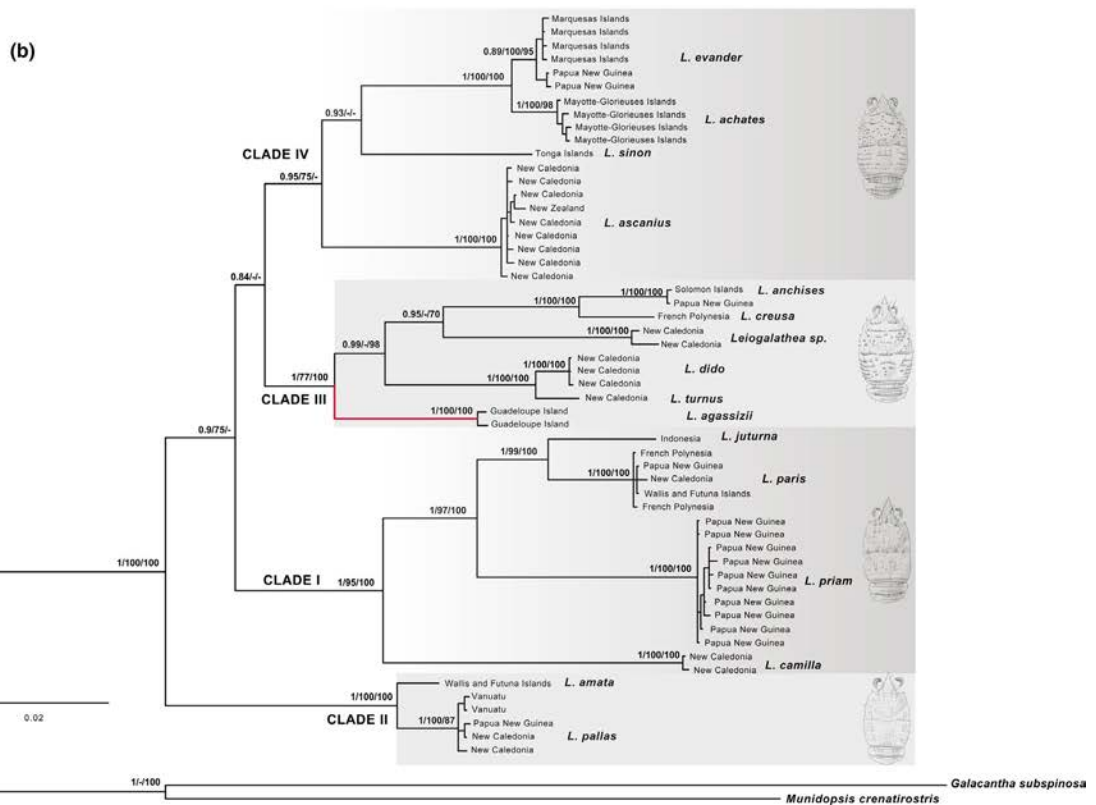 (b)
Marquesas Islands
Marquesas Islands
0.89/100/95
Marquesas Islands
Marquesas Islands
L. evander
1/100/100
Papua New Guinea
Papua New Guinea
0.93/-/-
1/100/98
Mayotte-Glorieuses Islands
Mayotte-Glorieuses Islands
L. achates
Mayotte-Glorieuses Islands
Mayotte-Glorieuses Islands
CLADE IV
Tonga Islands
L. sinon
0.95/75/-
New Caledonia
New Caledonia
New Caledonia
New Zealand
New Caledonia
L. ascanius
1/100/100
New Caledonia
New Caledonia
New Caledonia
New Caledonia
0.84/-/-
1/100/100
Solomon Islands
L. anchises
1/100/100
Papua New Guinea
0.95/-/70
French Polynesia
L. creusa
1/100/100
New Caledonia
Leiogalathea sp.
0.99/-/98
New Caledonia
1/100/100
New Caledonia
New Caledonia
L. dido
1/77/100
1/100/100
New Caledonia
CLADE III
New Caledonia
L. turnus
1/100/100
Guadeloupe Island
L. agassizii
Guadeloupe Island
0.9/75/-
Indonesia
L. juturna
1/99/100
French Polynesia
Papua New Guinea
1/100/100
New Caledonia
L. paris
Wallis and Futuna Islands
French Polynesia
1/97/100
Papua New Guinea
Papua New Guinea
Papua New Guinea
Papua New Guinea
1/100/100
Papua New Guinea
L. priam
Papua New Guinea
Papua New Guinea
Papua New Guinea
Papua New Guinea
Papua New Guinea
1/100/100
CLADE I
1/95/100
1/100/100
New Caledonia
L. camilla
New Caledonia
1/100/100
Wallis and Futuna Islands
L. amata
Vanuatu
Vanuatu
0.02
CLADE II
1/100/87
Papua New Guinea
New Caledonia
L. pallas
New Caledonia
1/-/100
Galacantha subspinosa
Munidopsis crenatirostris